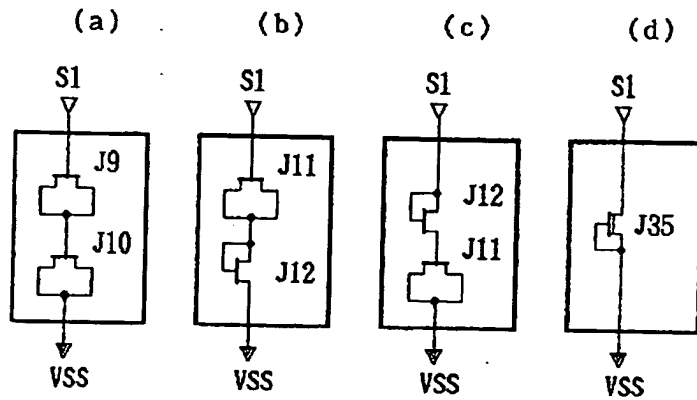 (a) (b) (c) (d)
S1 S1 S1 S1
J9 J11 J12 J35
J10 J12 J11
VSS VSS VSS VSS